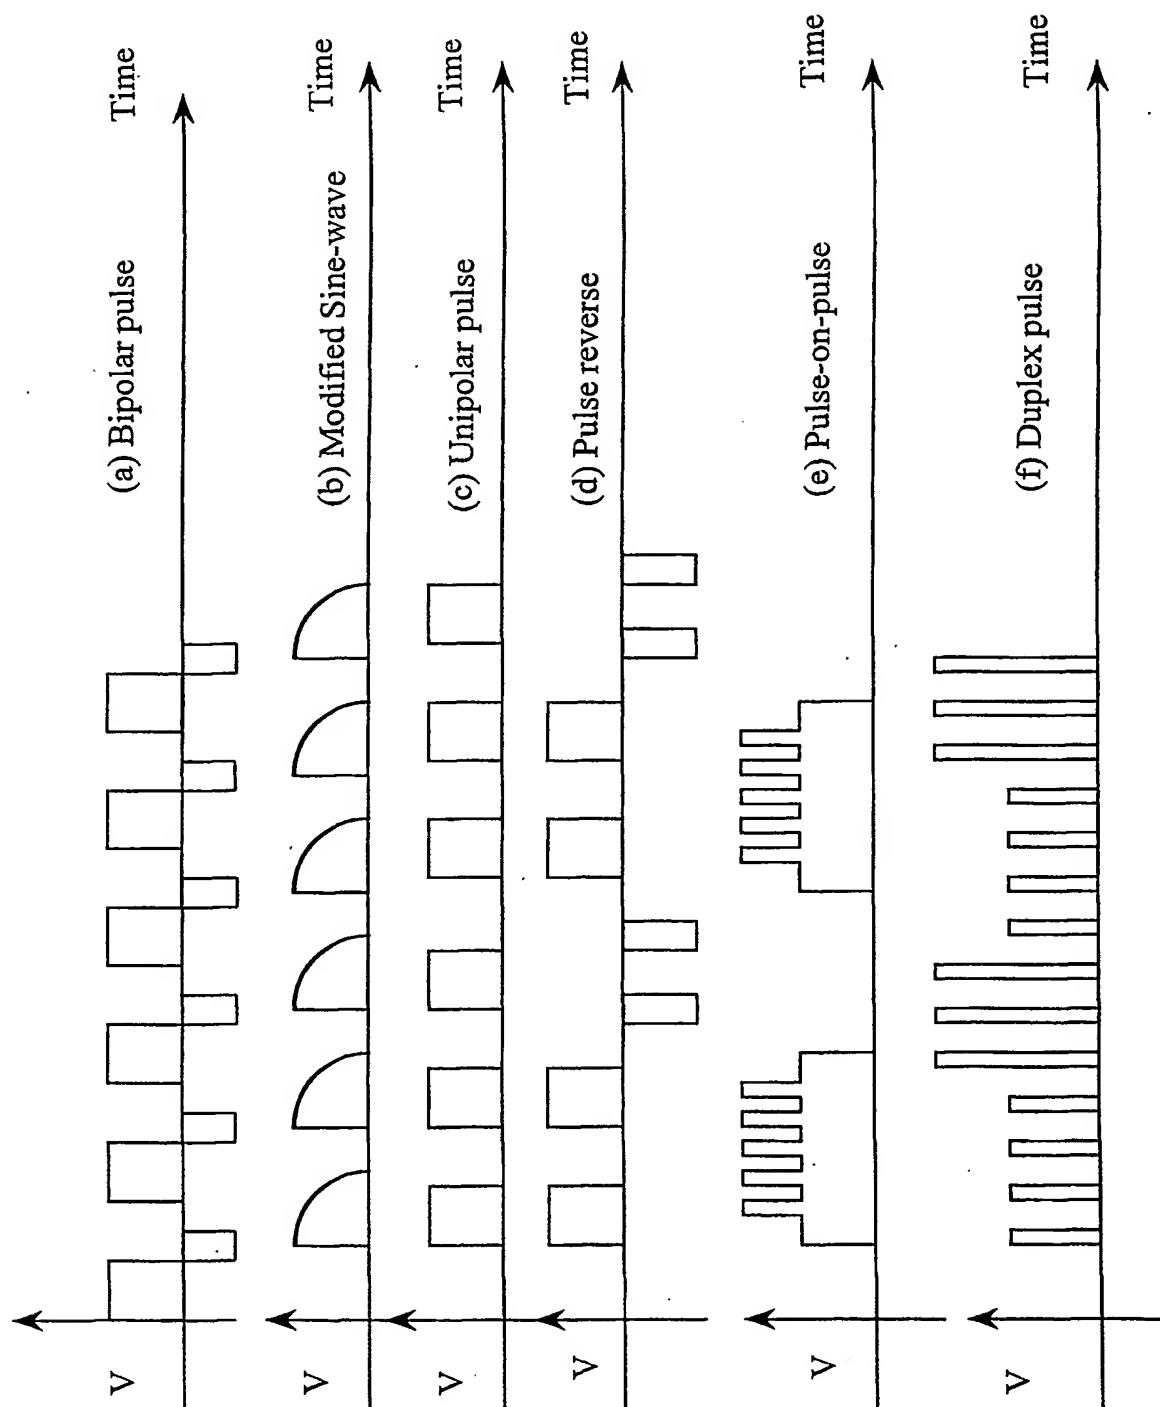 V
(a) Bipolar pulse
Time
V
(b) Modified Sine-wave
Time
V
(c) Unipolar pulse
Time
V
(d) Pulse reverse
Time
V
(e) Pulse-on-pulse
Time
V
(f) Duplex pulse
Time